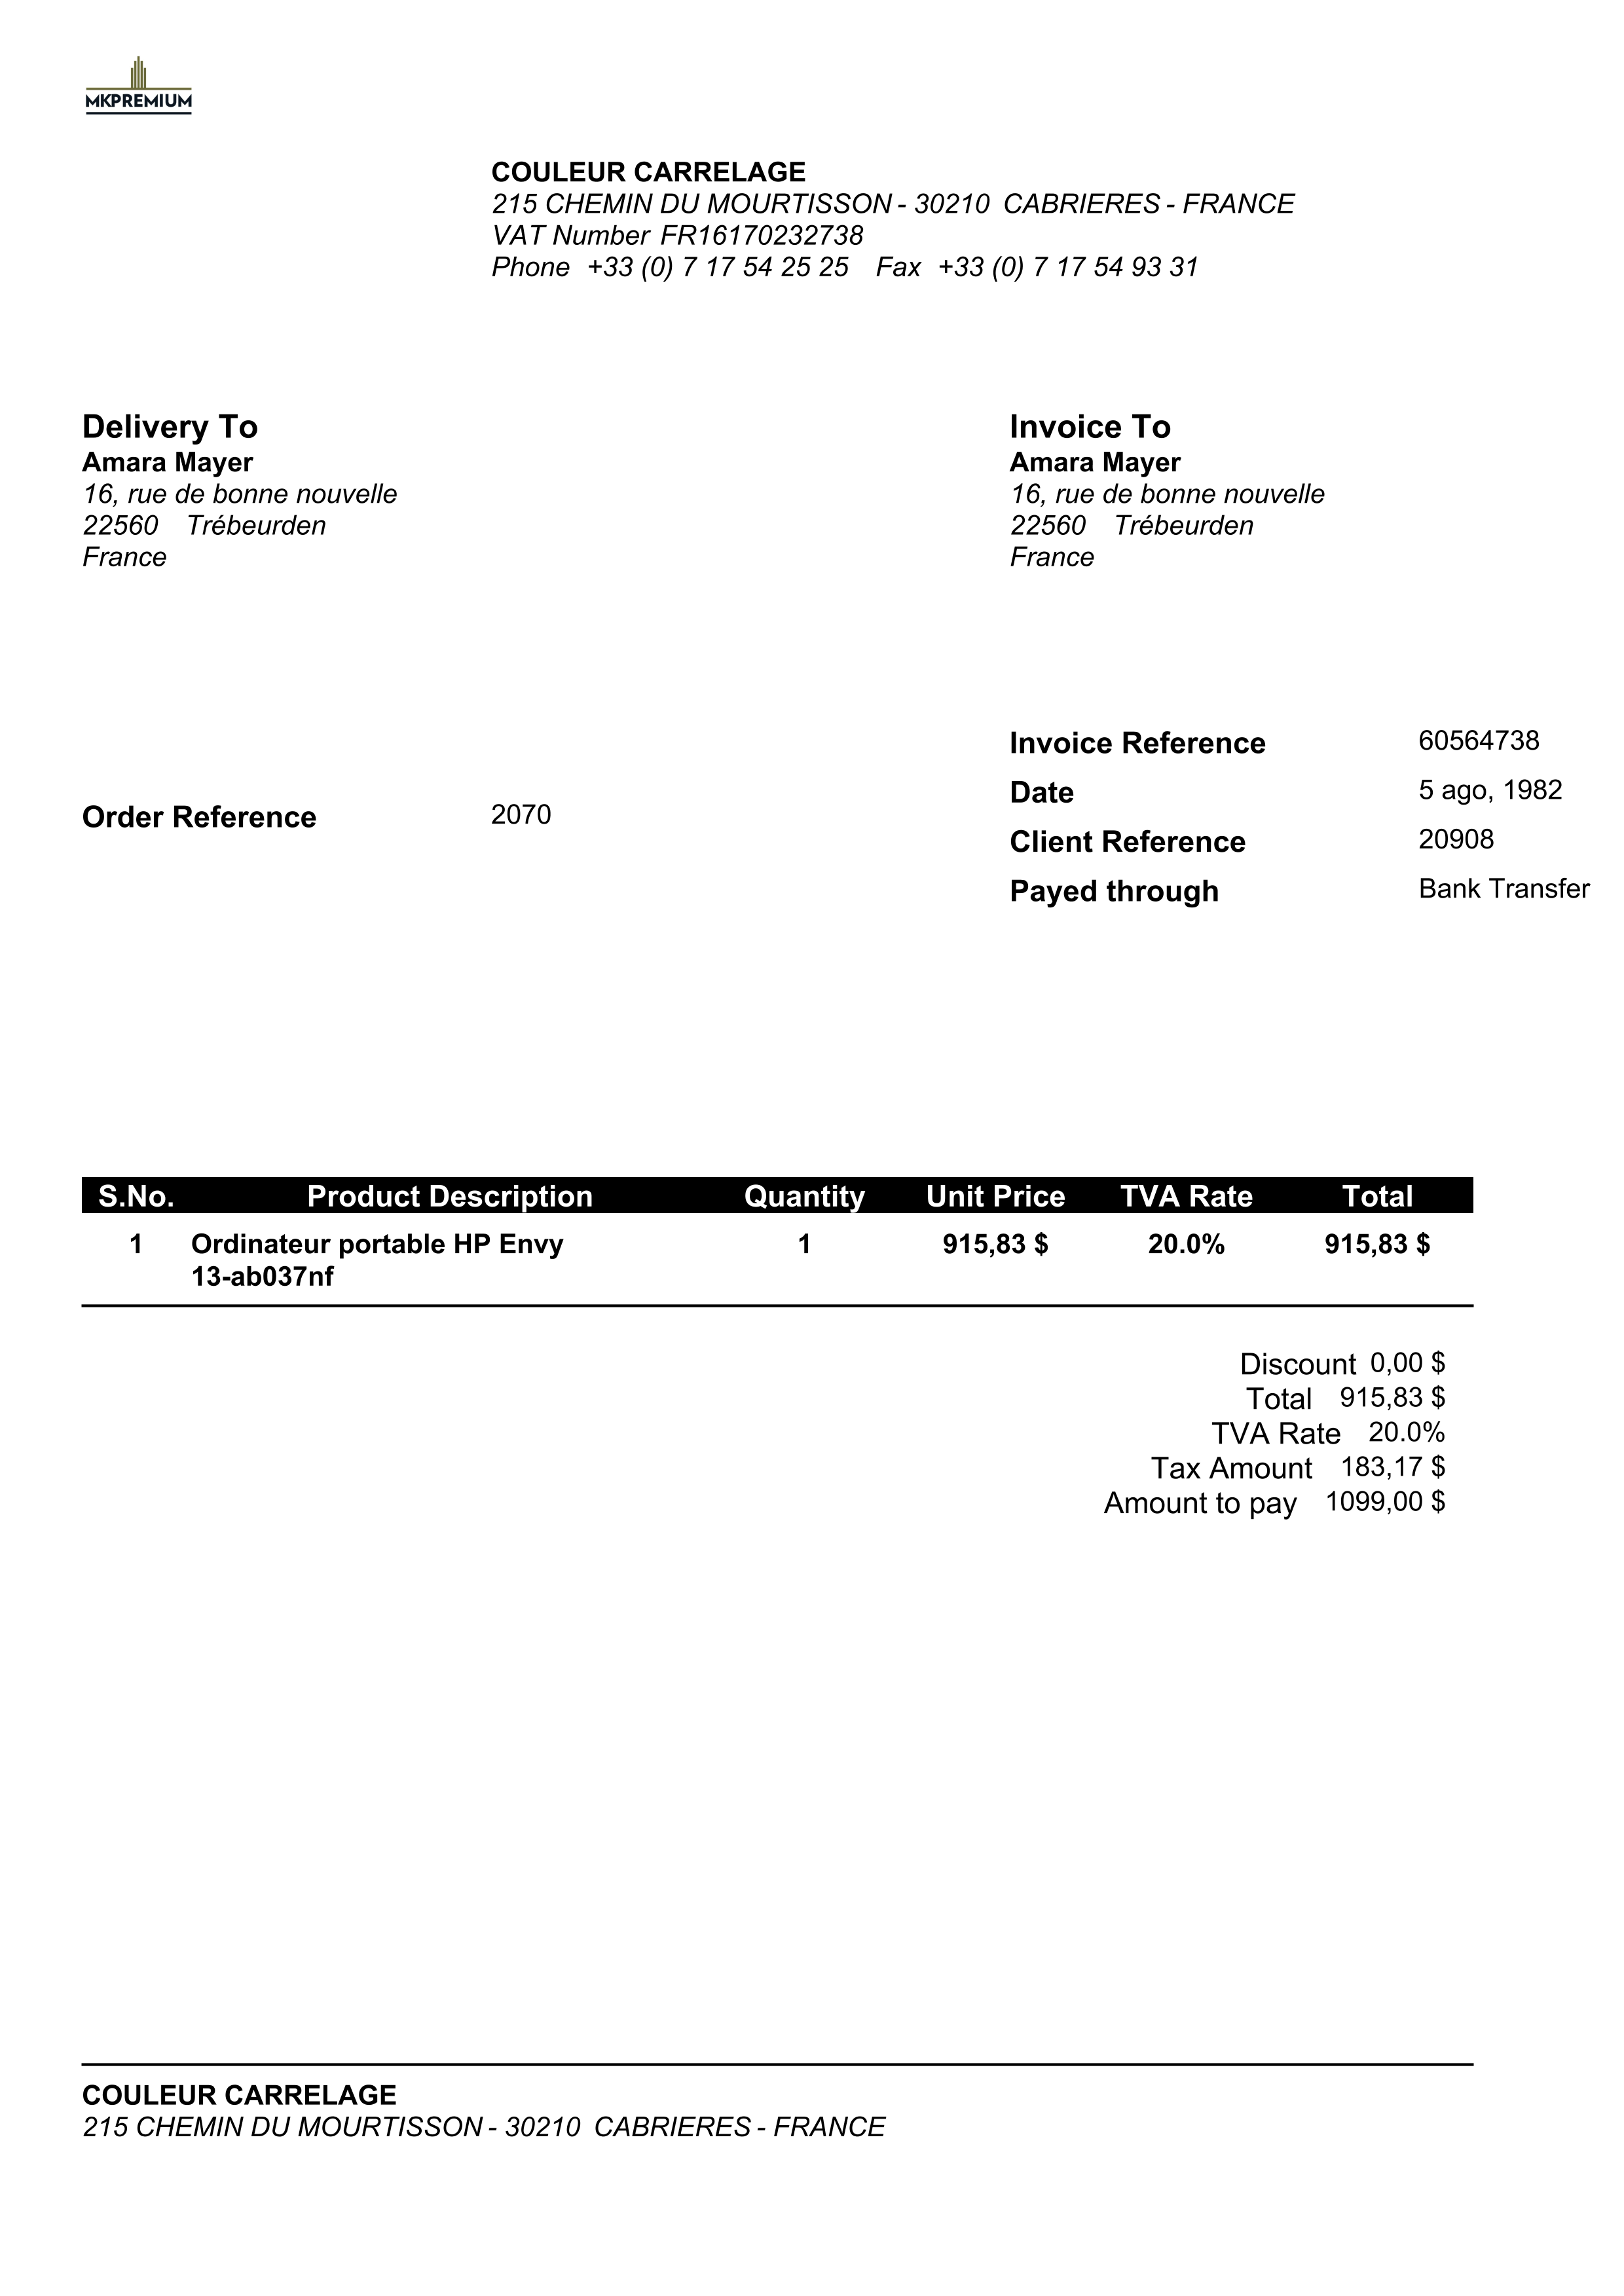 MKPREMIUM
COULEUR CARRELAGE
215 CHEMIN DU MOURTISSON - 30210 CABRIERES - FRANCE
VAT Number FR16170232738
Phone +33 (0) 7 17 54 25 25 Fax +33 (0) 7 17 54 93 31
Delivery To
Amara Mayer
16, rue de bonne nouvelle
22560 Trébeurden
France
Invoice To
Amara Mayer
16, rue de bonne nouvelle
22560 Trébeurden
France
Order Reference 2070
Invoice Reference 60564738
Date 5 ago, 1982
Client Reference 20908
Payed through Bank Transfer
S.No. Product Description Quantity Unit Price TVA Rate Total
1 Ordinateur portable HP Envy 1 915,83 $ 20.0% 915,83 $
13-ab037nf
Discount 0,00 $
Total 915,83 $
TVA Rate 20.0%
Tax Amount 183,17 $
Amount to pay 1099,00 $
COULEUR CARRELAGE
215 CHEMIN DU MOURTISSON - 30210 CABRIERES - FRANCE